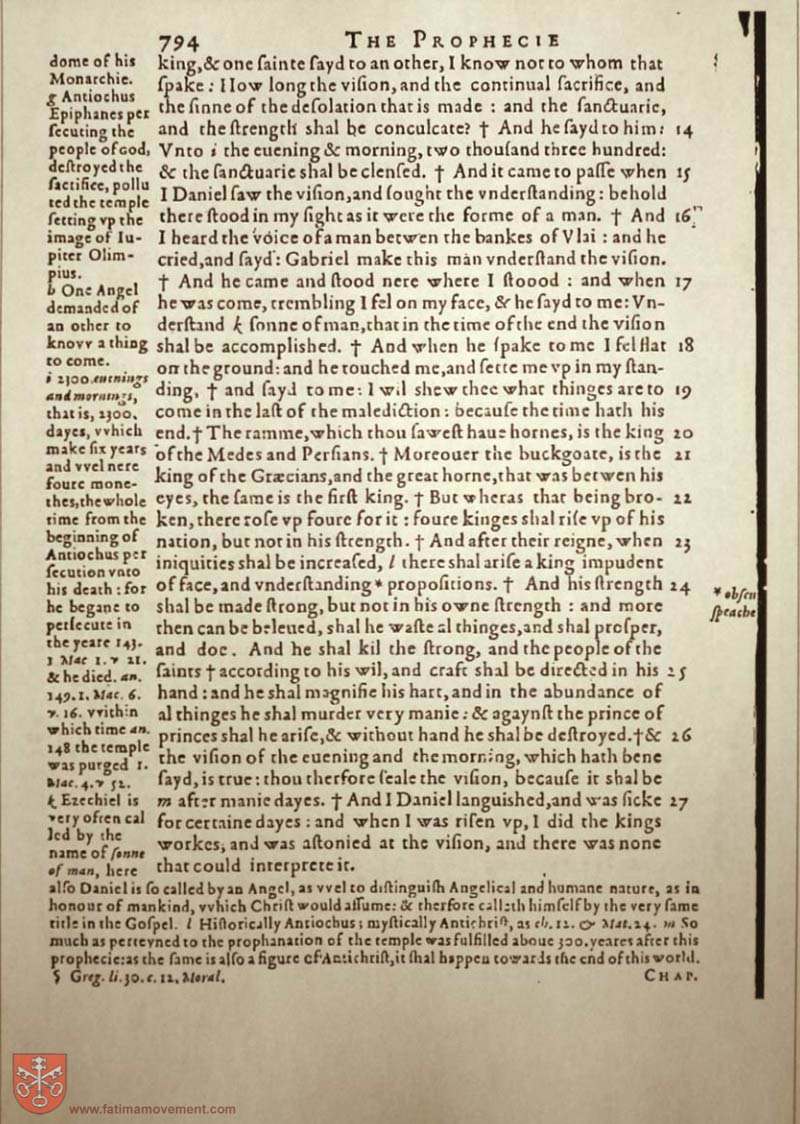 794 THE PROPHECIE
dome of his
Monarchie.
g Antiochus
Epiphanes per
ſecuting the
people of God,
deſtroyed the
ſacrifice, pollu
ted the temple
ſetting vp the
image of Iu-
piter Olim-
pius.
h One Angel
demanded of
an other to
knovv a thing
to come.
i 2300. euenings
and mornings,
that is, 2300.
dayes, vvhich
make ſix years
and vvel nere
foure mone-
thes, the whole
time from the
beginning of
Antiochus per
ſecution vnto
his death : for
he begane to
perſecute in
the yeare 143.
1 Mac 1. v 21.
& he died. an.
149. 1. Mac. 6.
v. 16. vvithin
which time an.
148 the temple
was purged 1.
Mac. 4. v 52.
k Ezechiel is
very often cal
led by the
name of ſonne
of man, here
king, & one ſainte ſayd to an other, I know not to whom that
ſpake : How long the viſion, and the continual ſacrifice, and
the ſinne of the deſolation that is made : and the ſanctuarie,
and the ſtrength shal be conculcate? † And he ſayd to him: 14
Vnto i the euening & morning, two thouſand three hundred:
& the ſanctuarie shal be clenſed. † And it came to paſſe when 15
I Daniel ſaw the viſion, and ſought the vnderſtanding : behold
there ſtood in my ſight as it were the forme of a man. † And 16
I heard the voice of a man betwen the bankes of Vlai : and he
cried, and ſayd : Gabriel make this man vnderſtand the viſion.
† And he came and ſtood nere where I ſtoood : and when 17
he was come, trembling I fel on my face, & he ſayd to me: Vn-
derſtand k ſonne of man, that in the time of the end the viſion
shal be accomplished. † And when he ſpake to me I fel flat 18
on the ground: and he touched me, and ſette me vp in my ſtan-
ding, † and ſayd to me: I wil shew thee what thinges are to 19
come in the laſt of the malediction : becauſe the time hath his
end. † The ramme, which thou ſaweſt haue hornes, is the king 20
of the Medes and Perſians. † Moreouer the buckgoate, is the 21
king of the Græcians, and the great horne, that was betwen his
eyes, the ſame is the firſt king. † But wheras that being bro- 22
ken, there roſe vp foure for it : foure kinges shal riſe vp of his
nation, but not in his ſtrength. † And after their reigne, when 23
iniquities shal be increaſed, l there shal ariſe a king impudent
of face, and vnderſtanding * propoſitions. † And his ſtrength 24
shal be made ſtrong, but not in his owne ſtrength : and more
then can be beleued, shal he waſte al thinges, and shal proſper,
and doe. And he shal kil the ſtrong, and the people of the
ſaints † according to his wil, and craft shal be directed in his 25
hand : and he shal magnifie his hart, and in the abundance of
al thinges he shal murder very manie : & agaynſt the prince of
princes shal he ariſe, & without hand he shal be deſtroyed. † & 26
the viſion of the euening and the morning, which hath bene
ſayd, is true : thou therfore ſeale the viſion, becauſe it shal be
m after manie dayes. † And I Daniel languished, and was ſicke 27
for certaine dayes : and when I was riſen vp, I did the kings
workes, and was aſtonied at the viſion, and there was none
that could interprete it.
* obſcu
ſpeache
alſo Daniel is ſo called by an Angel, as vvel to diſtinguiſh Angelical and humane nature, as in
honour of mankind, vvhich Chriſt would aſſume: & therfore calleth himſelf by the very ſame
title in the Goſpel. l Hiſtorically Antiochus ; myſtically Antichriſt, as ch. 12. & Mat. 24. m So
much as perteyned to the prophanation of the temple was fulfilled aboue 300. yeares after this
prophecie: as the ſame is alſo a figure of Antichriſt, it ſhal happen towards the end of this world.
§ Greg. li. 30. c. 12. Moral. CHAP.
www.fatimamovement.com